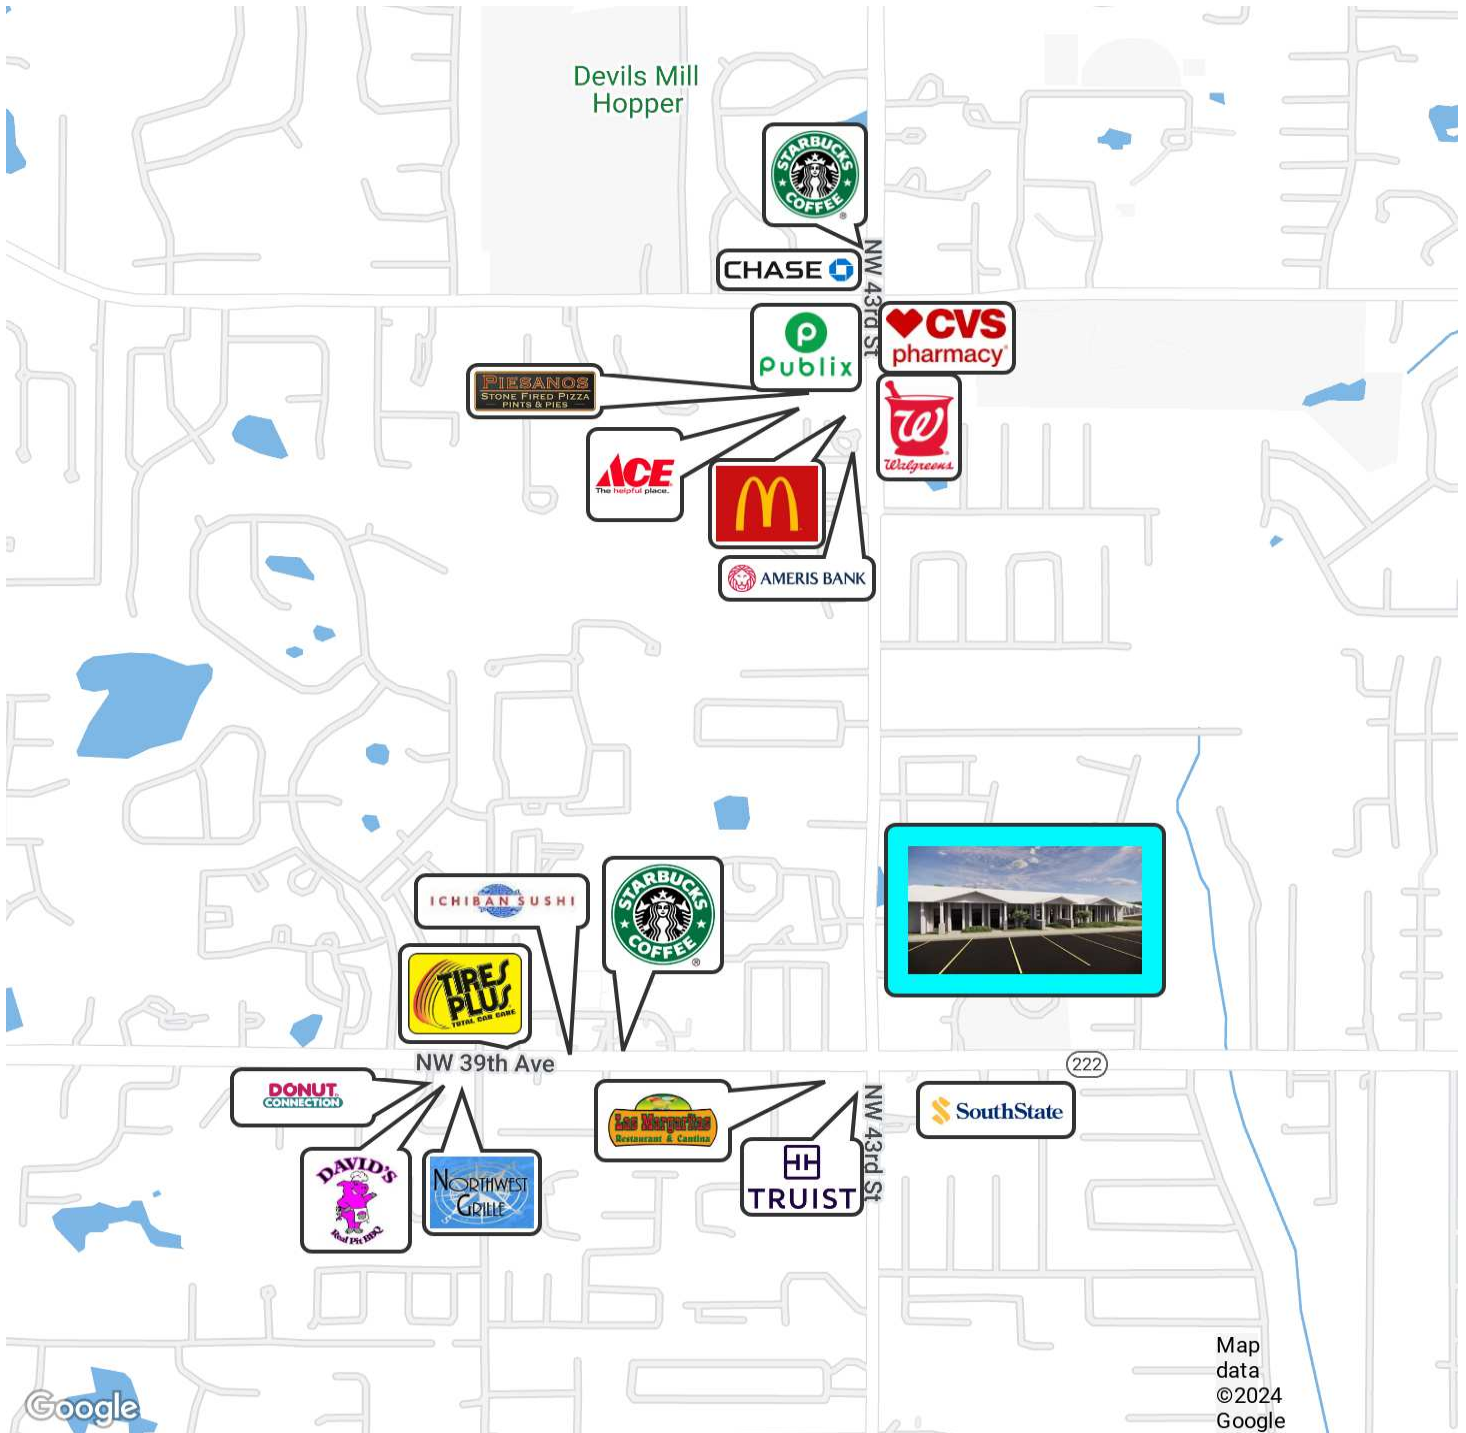 Devils Mill
Hopper
STARBUCKS
COFFEE
®
CHASE
NW 43rd St
Publix
CVS
pharmacy
PIESANOS
STONE FIRED PIZZA
PINTS & PIES
Walgreens
ACE
The helpful place.
AMERIS BANK
ICHIBAN SUSHI
STARBUCKS
COFFEE
®
TIRES
PLUS
TOTAL CAR CARE
NW 39th Ave
222
DONUT
CONNECTION
Las Margaritas
Restaurant & Cantina
NW 43rd St
SouthState
DAVID'S
Real Pit BBQ
NORTHWEST
GRILLE
TRUIST
Map
data
©2024
Google
Google